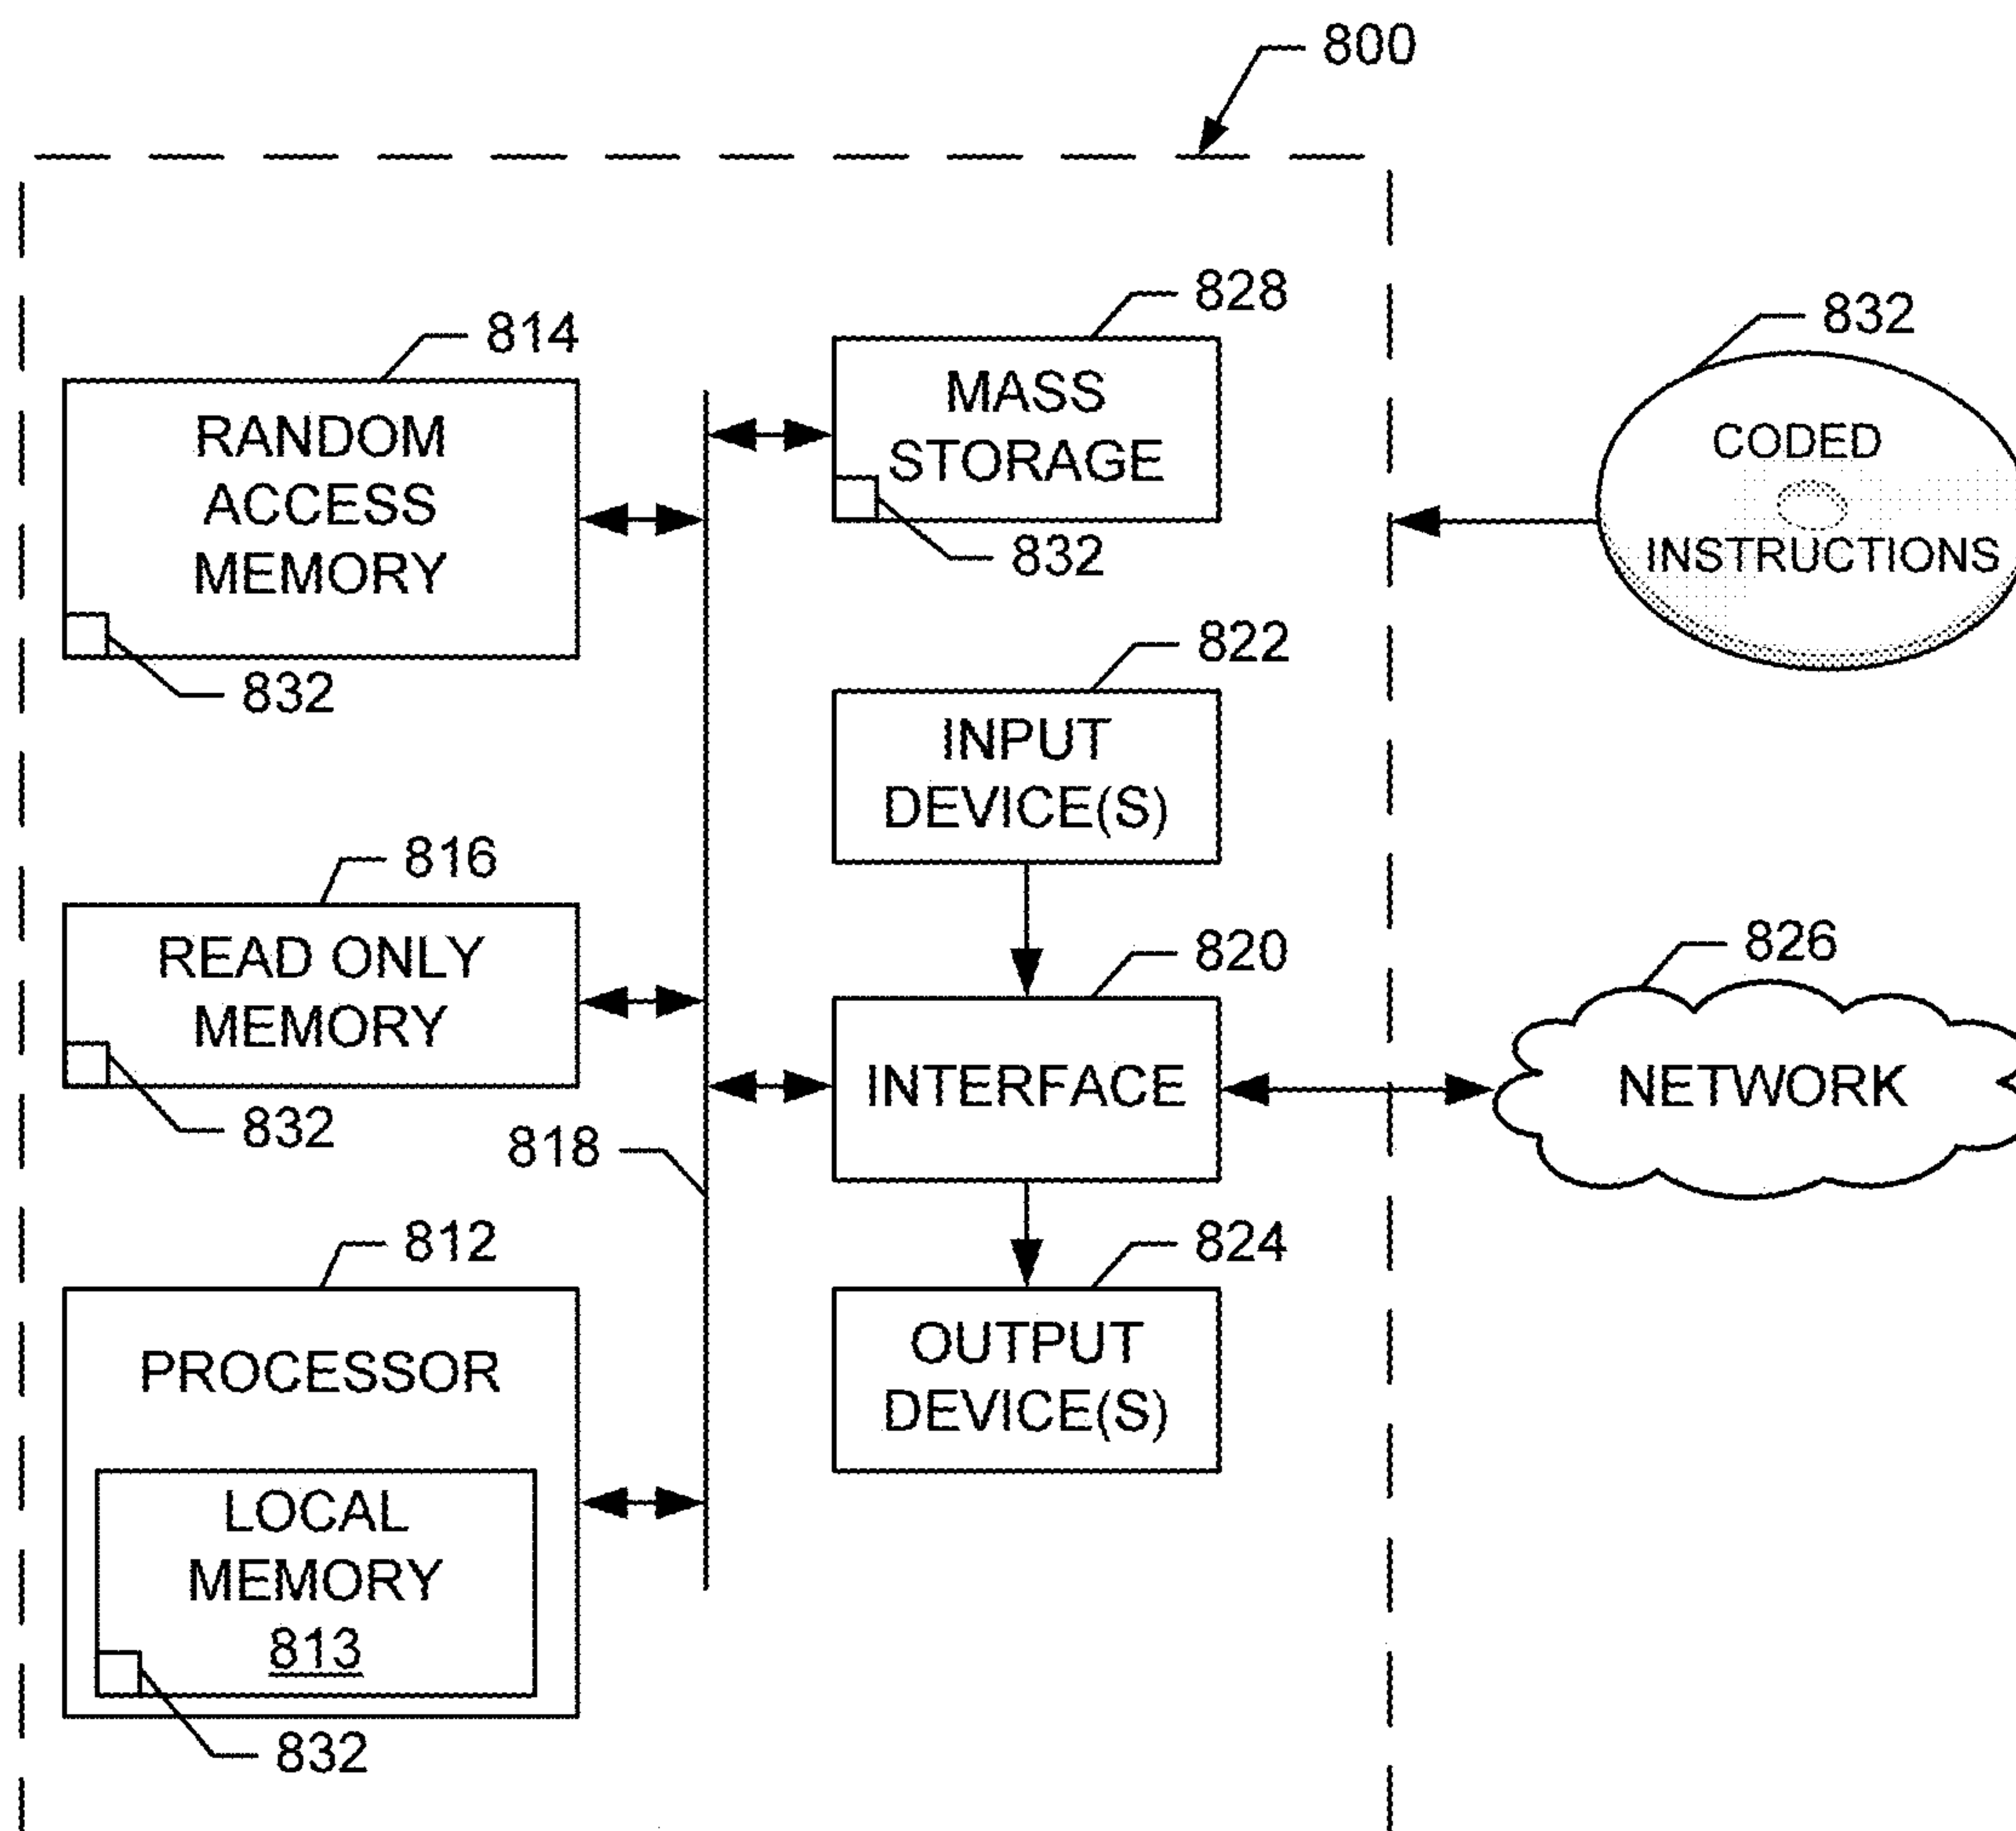 800
828
MASS
STORAGE
832
814
RANDOM
ACCESS
MEMORY
832
832
CODED
INSTRUCTIONS
822
INPUT
DEVICE(S)
816
READ ONLY
MEMORY
832
820
INTERFACE
826
NETWORK
818
812
PROCESSOR
LOCAL
MEMORY
813
832
824
OUTPUT
DEVICE(S)